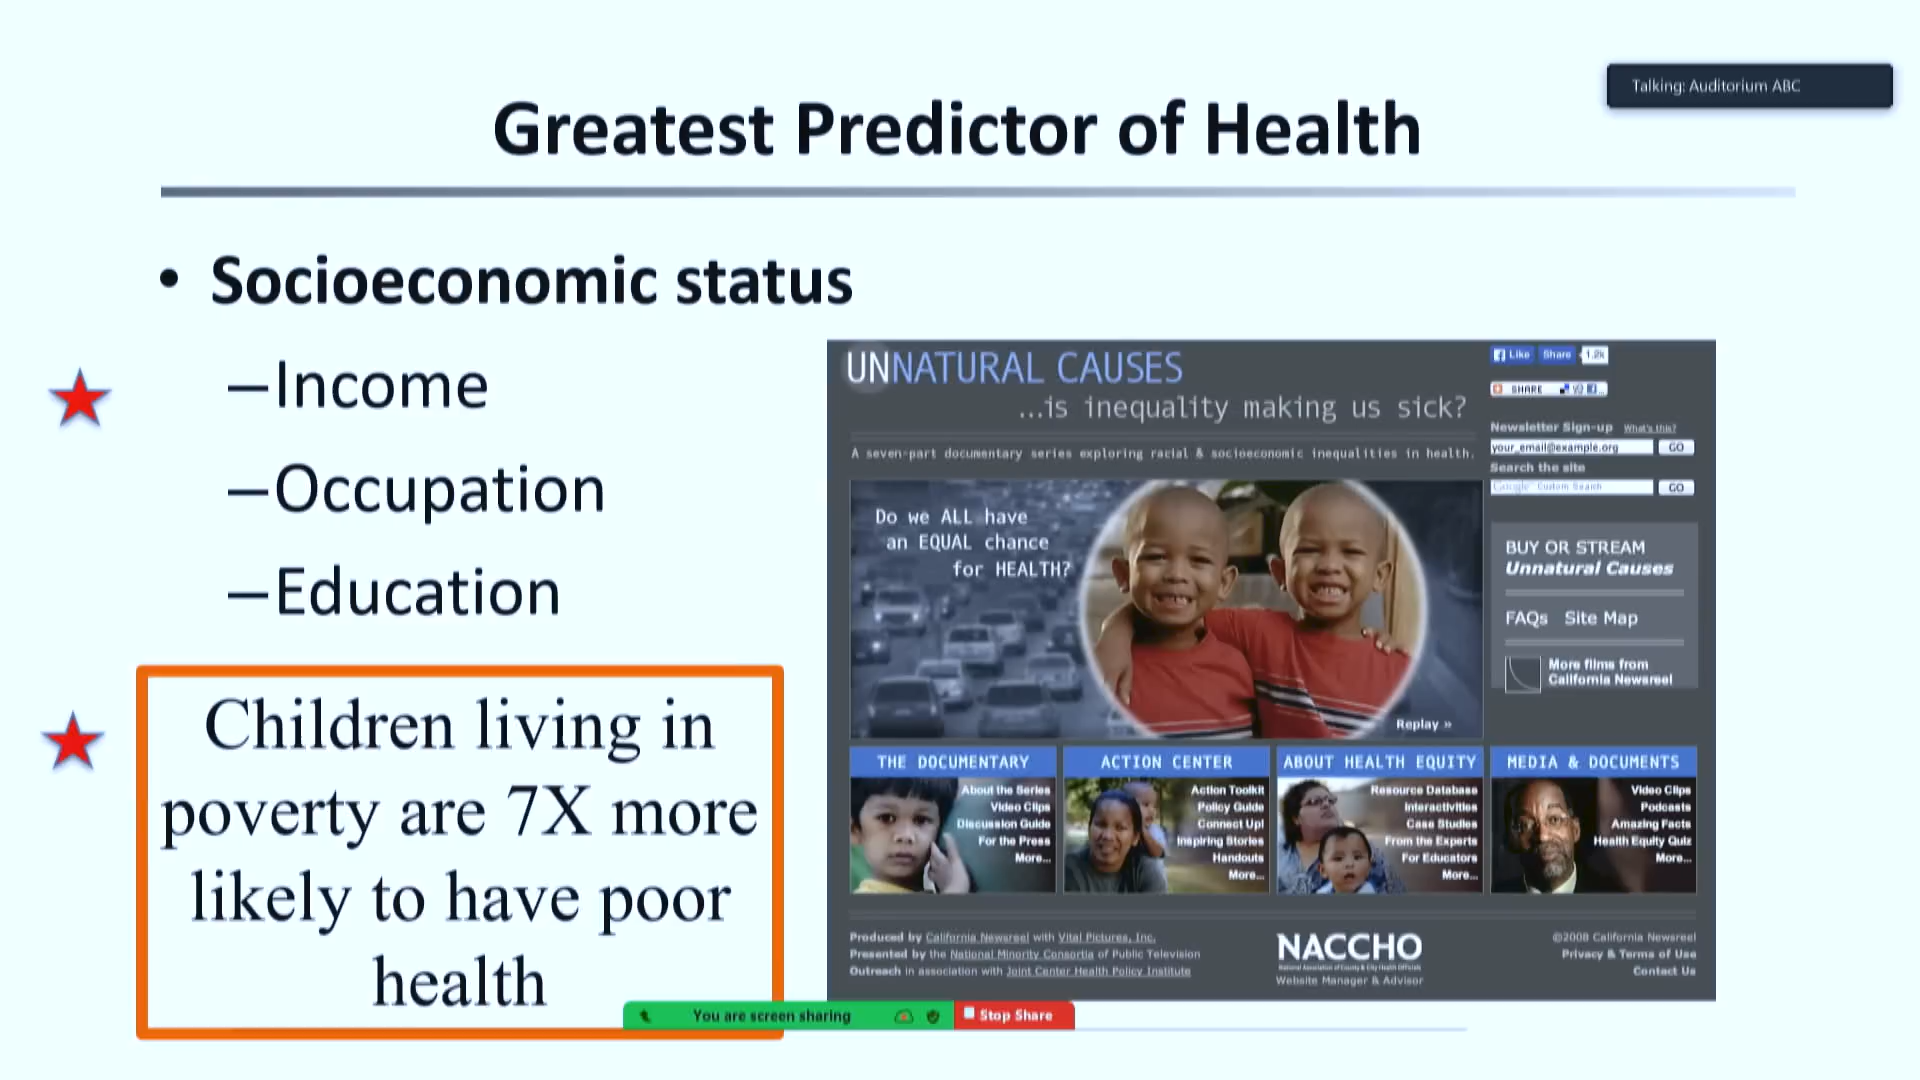 Talking: Auditorium ABC
Greatest Predictor of Health
• Socioeconomic status
–Income
–Occupation
–Education
Children living in
poverty are 7X more
likely to have poor
health
UNNATURAL CAUSES
...is inequality making us sick?
A seven-part documentary series exploring racial & socioeconomic inequalities in health.
Like Share 1.2k
SHARE
Newsletter Sign-up What's this?
your_email@example.org GO
Search the site
Google Custom Search GO
Do we ALL have
an EQUAL chance
for HEALTH?
Replay »
BUY OR STREAM
Unnatural Causes
FAQs Site Map
More films from
California Newsreel
THE DOCUMENTARY
About the Series
Video Clips
Discussion Guide
For the Press
More...
ACTION CENTER
Action Toolkit
Policy Guide
Connect Up!
Inspiring Stories
Handouts
More...
ABOUT HEALTH EQUITY
Resource Database
Interactivities
Case Studies
From the Experts
For Educators
More...
MEDIA & DOCUMENTS
Video Clips
Podcasts
Amazing Facts
Health Equity Quiz
More...
Produced by California Newsreel with Vital Pictures, Inc.
Presented by the National Minority Consortia of Public Television
Outreach in association with Joint Center Health Policy Institute
NACCHO
National Association of County & City Health Officials
Website Manager & Advisor
©2008 California Newsreel
Privacy & Terms of Use
Contact Us
You are screen sharing
Stop Share